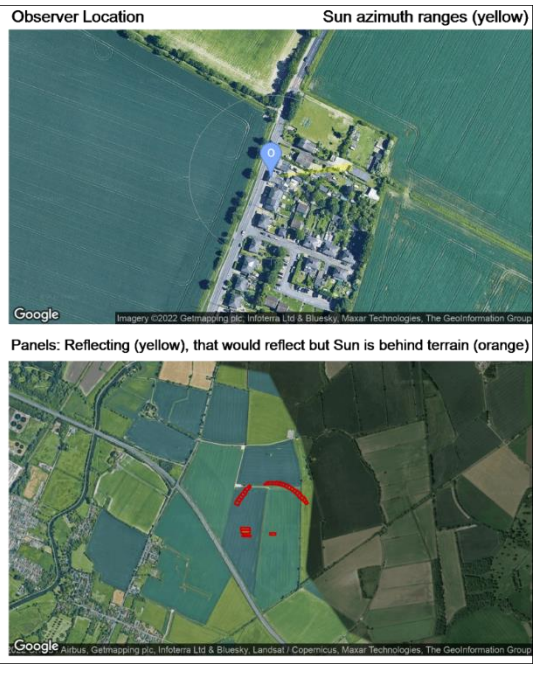 Observer Location
Sun azimuth ranges (yellow)
O
Google
Imagery ©2022 Getmapping plc, Infoterra Ltd & Bluesky, Maxar Technologies, The GeoInformation Group
Panels: Reflecting (yellow), that would reflect but Sun is behind terrain (orange)
Google
Airbus, Getmapping plc, Infoterra Ltd & Bluesky, Landsat / Copernicus, Maxar Technologies, The GeoInformation Group